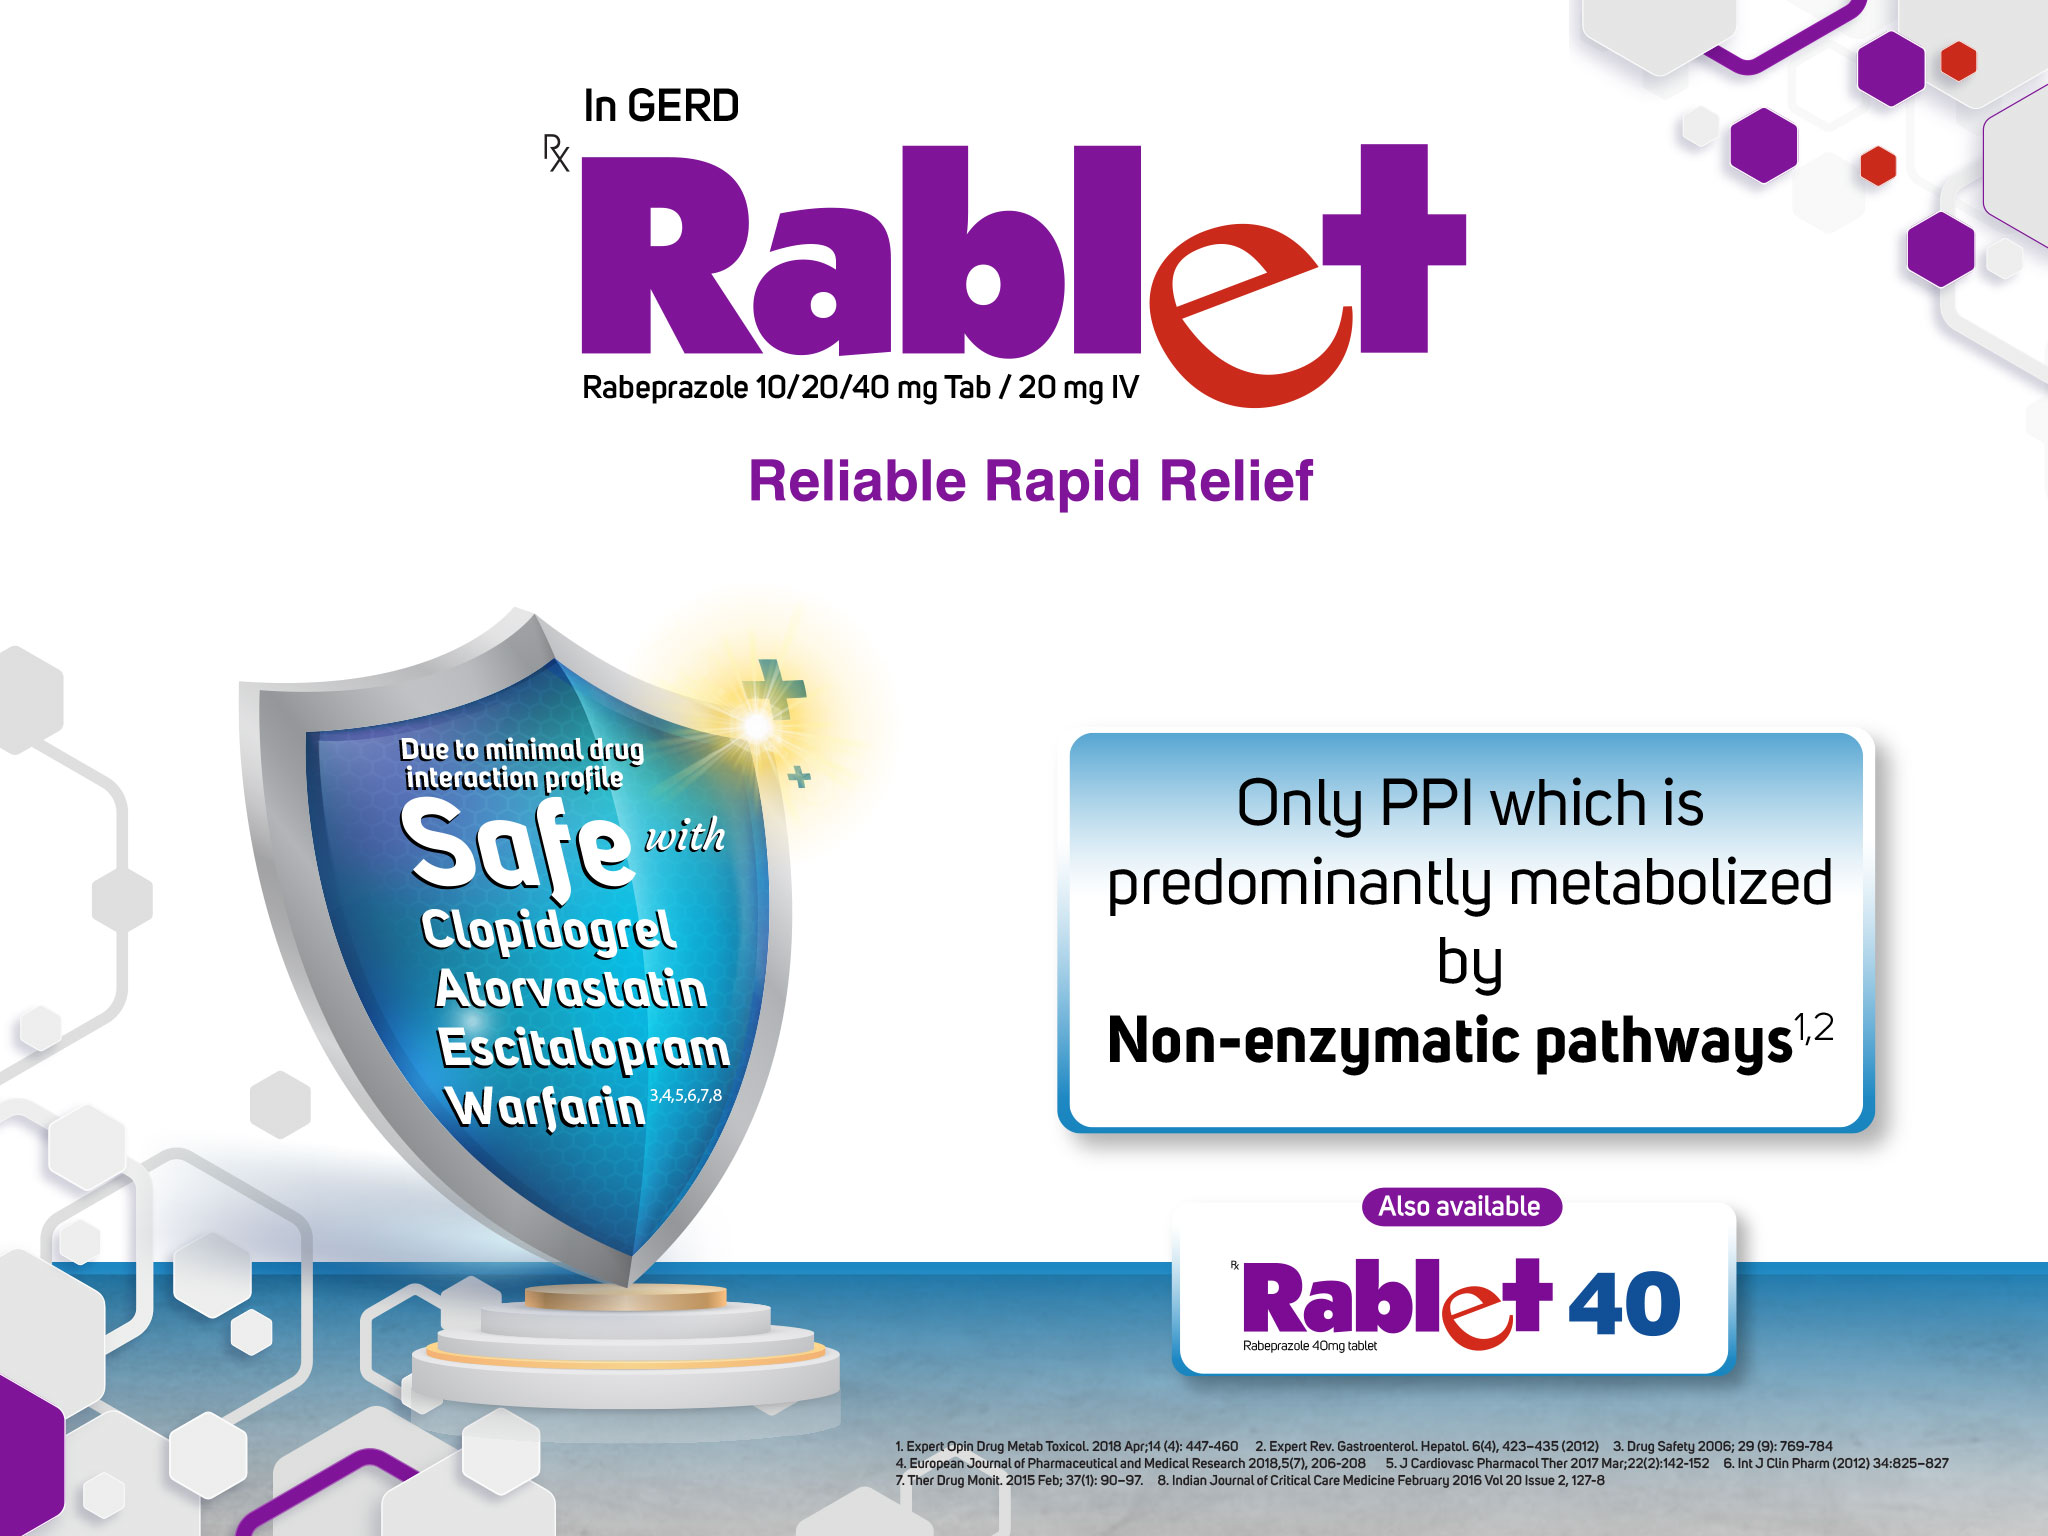 In GERD
Rx
Rablet
Rabeprazole 10/20/40 mg Tab / 20 mg IV
Reliable Rapid Relief
Due to minimal drug
interaction profile
Safe with
Clopidogrel
Atorvastatin
Escitalopram
Warfarin 3,4,5,6,7,8
Only PPI which is
predominantly metabolized
by
Non-enzymatic pathways1,2
Also available
Rx
Rablet 40
Rabeprazole 40mg tablet
1. Expert Opin Drug Metab Toxicol. 2018 Apr;14 (4): 447-460 2. Expert Rev. Gastroenterol. Hepatol. 6(4), 423–435 (2012) 3. Drug Safety 2006; 29 (9): 769-784
4. European Journal of Pharmaceutical and Medical Research 2018,5(7), 206-208 5. J Cardiovasc Pharmacol Ther 2017 Mar;22(2):142-152 6. Int J Clin Pharm (2012) 34:825–827
7. Ther Drug Monit. 2015 Feb; 37(1): 90–97. 8. Indian Journal of Critical Care Medicine February 2016 Vol 20 Issue 2, 127-8